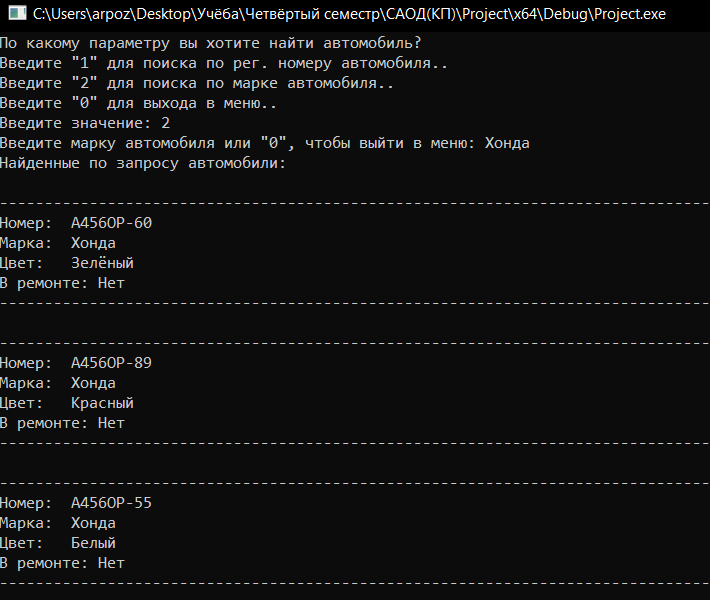 C:\Users\arpoz\Desktop\Учёба\Четвёртый семестр\САОД(КП)\Project\x64\Debug\Project.exe
По какому параметру вы хотите найти автомобиль?
Введите "1" для поиска по рег. номеру автомобиля..
Введите "2" для поиска по марке автомобиля..
Введите "0" для выхода в меню..
Введите значение: 2
Введите марку автомобиля или "0", чтобы выйти в меню: Хонда
Найденные по запросу автомобили:
-------------------------------------------------------------------------------
Номер:  А456ОР-60
Марка:  Хонда
Цвет:   Зелёный
В ремонте: Нет
-------------------------------------------------------------------------------
-------------------------------------------------------------------------------
Номер:  А456ОР-89
Марка:  Хонда
Цвет:   Красный
В ремонте: Нет
-------------------------------------------------------------------------------
-------------------------------------------------------------------------------
Номер:  А456ОР-55
Марка:  Хонда
Цвет:   Белый
В ремонте: Нет
-------------------------------------------------------------------------------